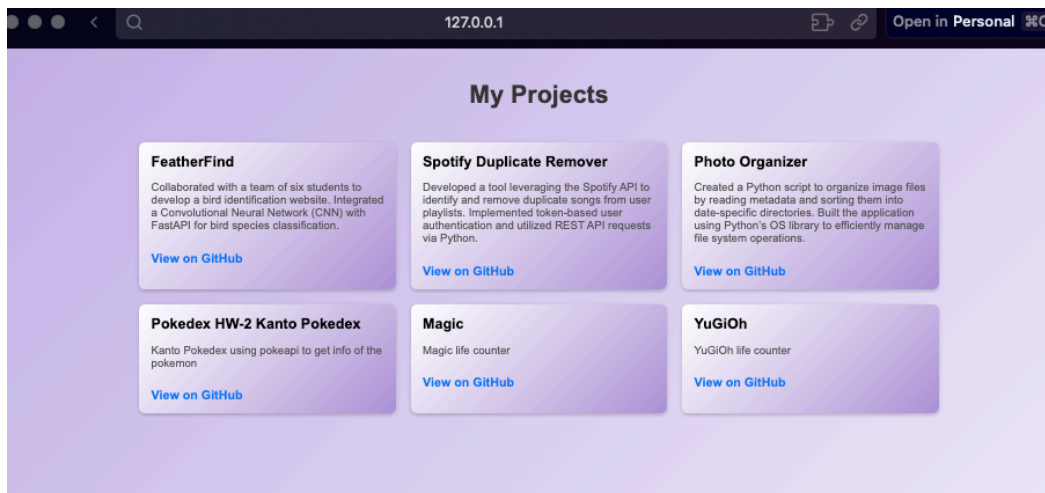 127.0.0.1
Open in Personal
My Projects
FeatherFind
Collaborated with a team of six students to
develop a bird identification website. Integrated
a Convolutional Neural Network (CNN) with
FastAPI for bird species classification.
View on GitHub
Spotify Duplicate Remover
Developed a tool leveraging the Spotify API to
identify and remove duplicate songs from user
playlists. Implemented token-based user
authentication and utilized REST API requests
via Python.
View on GitHub
Photo Organizer
Created a Python script to organize image files
by reading metadata and sorting them into
date-specific directories. Built the application
using Python's OS library to efficiently manage
file system operations.
View on GitHub
Pokedex HW-2 Kanto Pokedex
Kanto Pokedex using pokeapi to get info of the
pokemon
View on GitHub
Magic
Magic life counter
View on GitHub
YuGiOh
YuGiOh life counter
View on GitHub